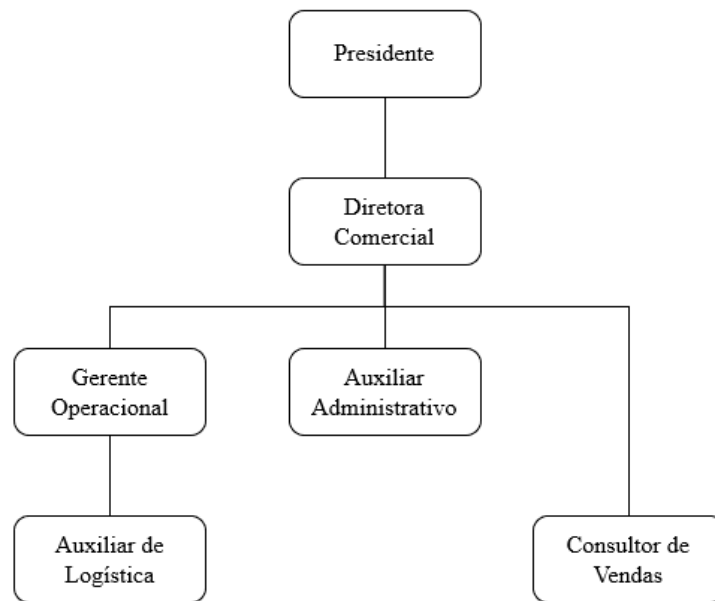 Presidente
Diretora
Comercial
Gerente
Operacional
Auxiliar
Administrativo
Auxiliar de
Logística
Consultor de
Vendas